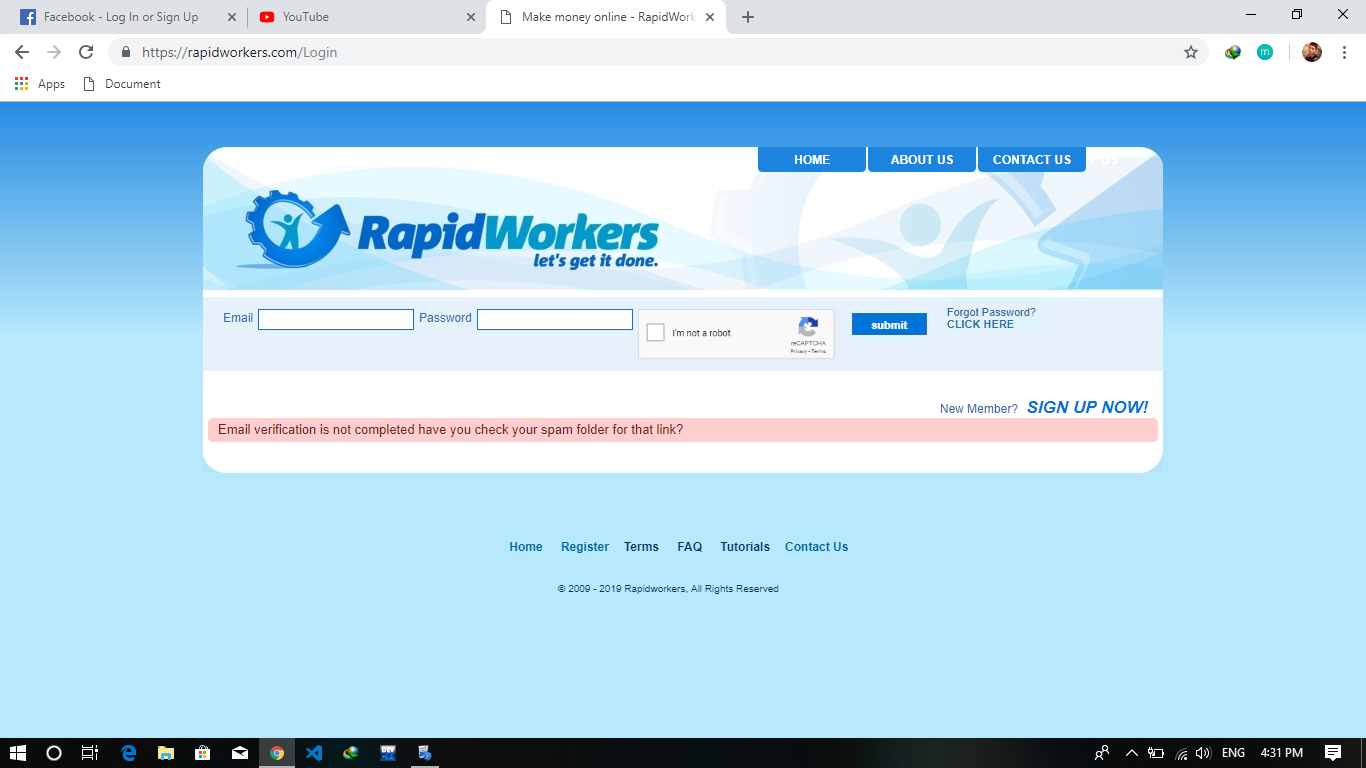 Facebook - Log In or Sign Up
YouTube
Make money online - RapidWork
https://rapidworkers.com/Login
m
Apps
Document
HOME
ABOUT US
CONTACT US
US
RapidWorkers
let's get it done.
Email
Password
I'm not a robot
reCAPTCHA
Privacy - Terms
submit
Forgot Password?
CLICK HERE
New Member? SIGN UP NOW!
Email verification is not completed have you check your spam folder for that link?
Home Register Terms FAQ Tutorials Contact Us
© 2009 - 2019 Rapidworkers, All Rights Reserved
DEV
ENG
4:31 PM